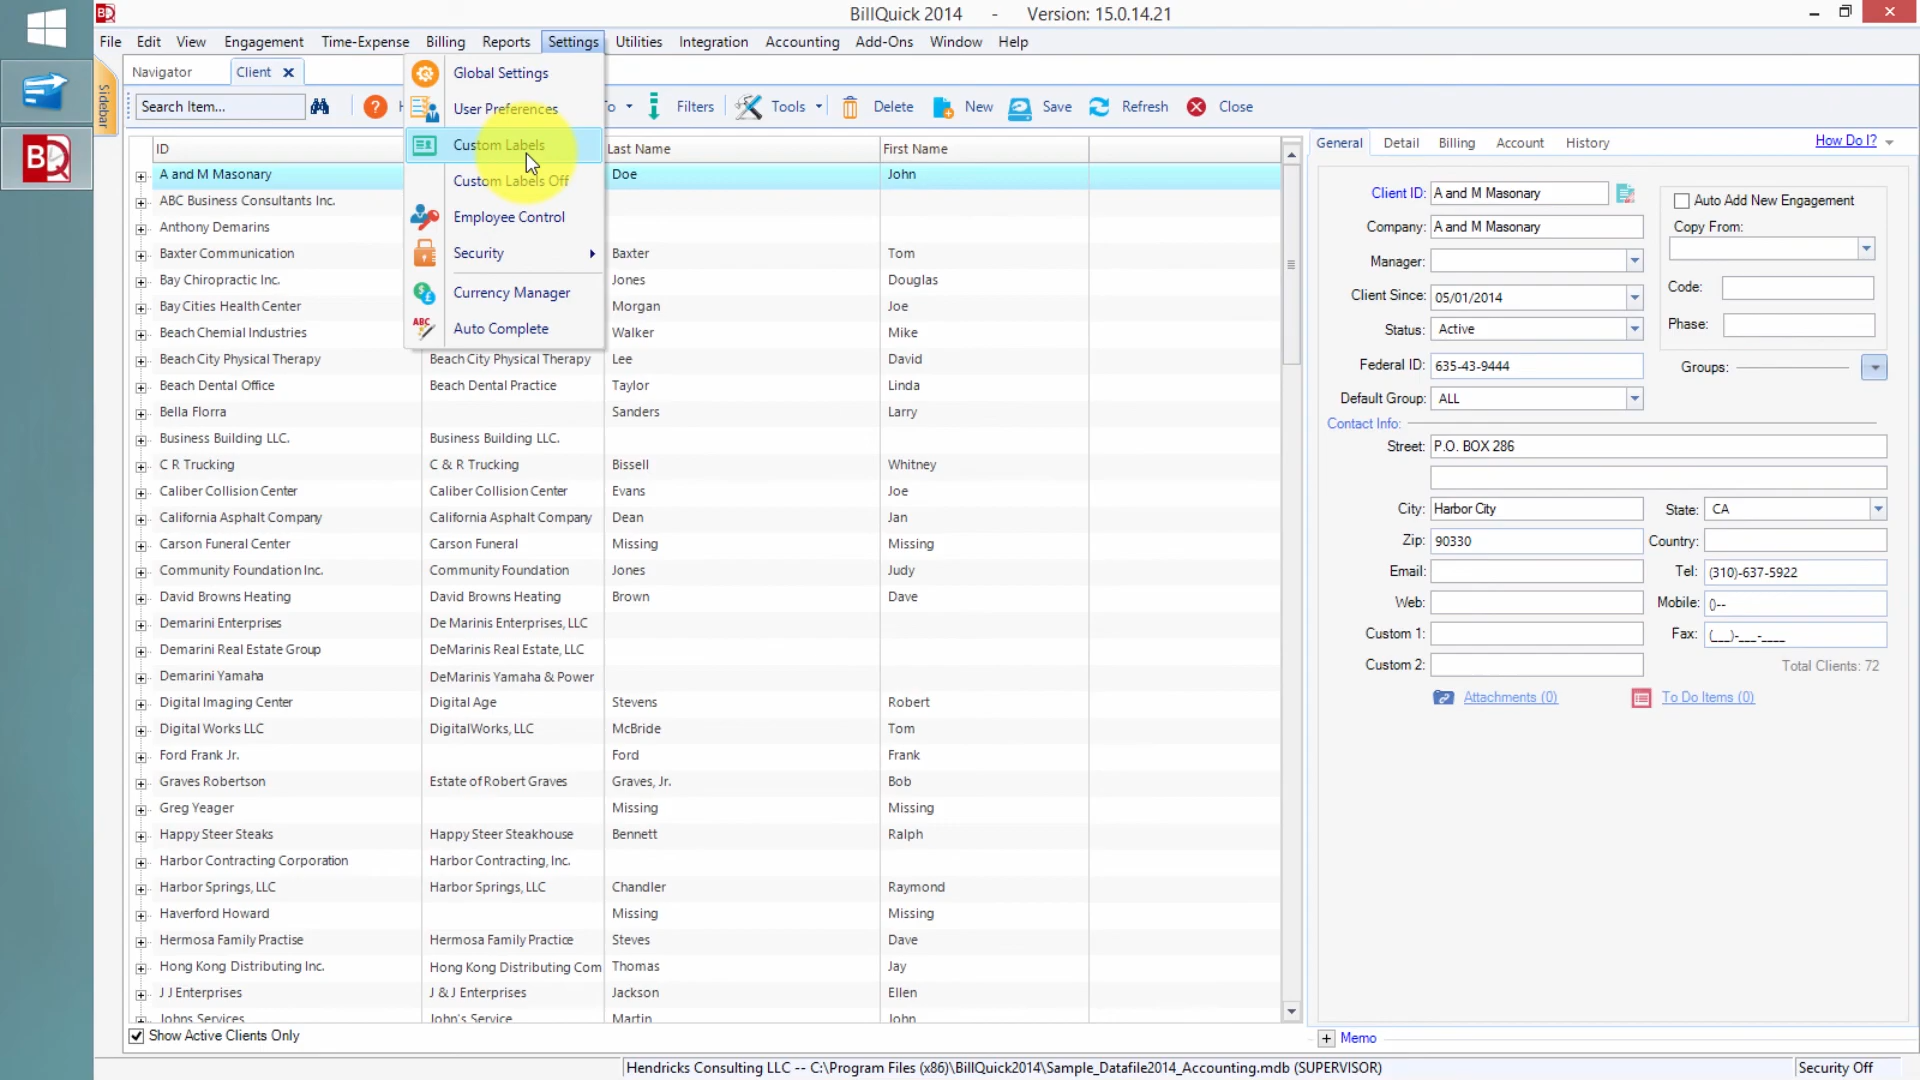 BillQuick 2014 - Version: 15.0.14.21
File Edit View Engagement Time-Expense Billing Reports Settings Utilities Integration Accounting Add-Ons Window Help
Navigator Client
Search Item... Filters Tools Delete New Save Refresh Close
Sidebar
BQ
Global Settings
User Preferences
Custom Labels
Custom Labels Off
Employee Control
Security
Currency Manager
ABC Auto Complete
ID Last Name First Name
A and M Masonary Doe John
ABC Business Consultants Inc.
Anthony Demarins
Baxter Communication Baxter Tom
Bay Chiropractic Inc. Jones Douglas
Bay Cities Health Center Morgan Joe
Beach Chemial Industries Walker Mike
Beach City Physical Therapy Beach City Physical Therapy Lee David
Beach Dental Office Beach Dental Practice Taylor Linda
Bella Florra Sanders Larry
Business Building LLC. Business Building LLC.
C R Trucking C & R Trucking Bissell Whitney
Caliber Collision Center Caliber Collision Center Evans Joe
California Asphalt Company California Asphalt Company Dean Jan
Carson Funeral Center Carson Funeral Missing Missing
Community Foundation Inc. Community Foundation Jones Judy
David Browns Heating David Browns Heating Brown Dave
Demarini Enterprises De Marinis Enterprises, LLC
Demarini Real Estate Group DeMarinis Real Estate, LLC
Demarini Yamaha DeMarinis Yamaha & Power
Digital Imaging Center Digital Age Stevens Robert
Digital Works LLC DigitalWorks, LLC McBride Tom
Ford Frank Jr. Ford Frank
Graves Robertson Estate of Robert Graves Graves, Jr. Bob
Greg Yeager Missing Missing
Happy Steer Steaks Happy Steer Steakhouse Bennett Ralph
Harbor Contracting Corporation Harbor Contracting, Inc.
Harbor Springs, LLC Harbor Springs, LLC Chandler Raymond
Haverford Howard Missing Missing
Hermosa Family Practise Hermosa Family Practice Steves Dave
Hong Kong Distributing Inc. Hong Kong Distributing Com Thomas Jay
J J Enterprises J & J Enterprises Jackson Ellen
Johns Services John's Service Martin John
Show Active Clients Only
General Detail Billing Account History How Do I?
Client ID: A and M Masonary
Company: A and M Masonary
Manager:
Client Since: 05/01/2014
Status: Active
Federal ID: 635-43-9444
Default Group: ALL
Auto Add New Engagement
Copy From:
Code:
Phase:
Groups:
Contact Info:
Street: P.O. BOX 286
City: Harbor City State: CA
Zip: 90330 Country:
Email: Tel: (310)-637-5922
Web: Mobile: ()--
Custom 1: Fax: (___)-___-____
Custom 2: Total Clients: 72
Attachments (0) To Do Items (0)
Memo
Hendricks Consulting LLC -- C:\Program Files (x86)\BillQuick2014\Sample_Datafile2014_Accounting.mdb (SUPERVISOR) Security Off